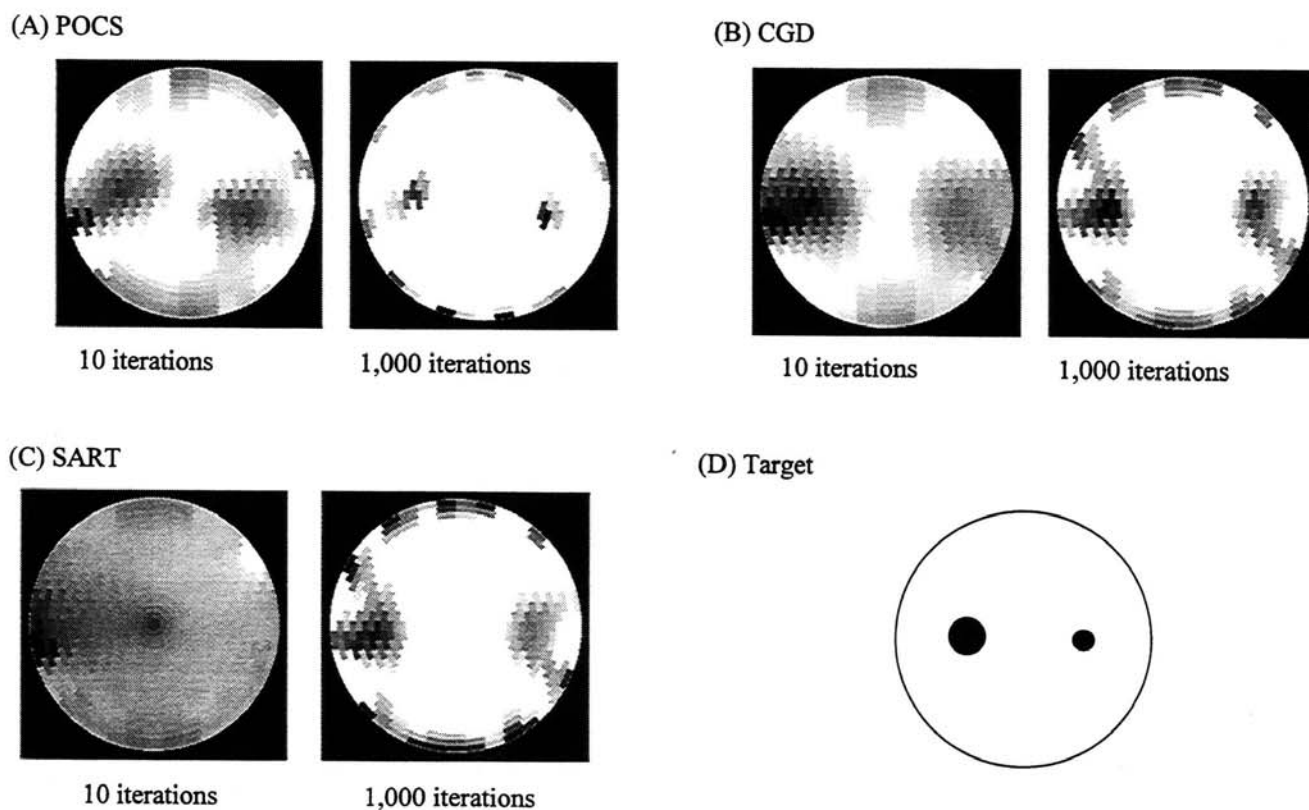 (A) POCS
(B) CGD
10 iterations
1,000 iterations
10 iterations
1,000 iterations
(C) SART
(D) Target
10 iterations
1,000 iterations